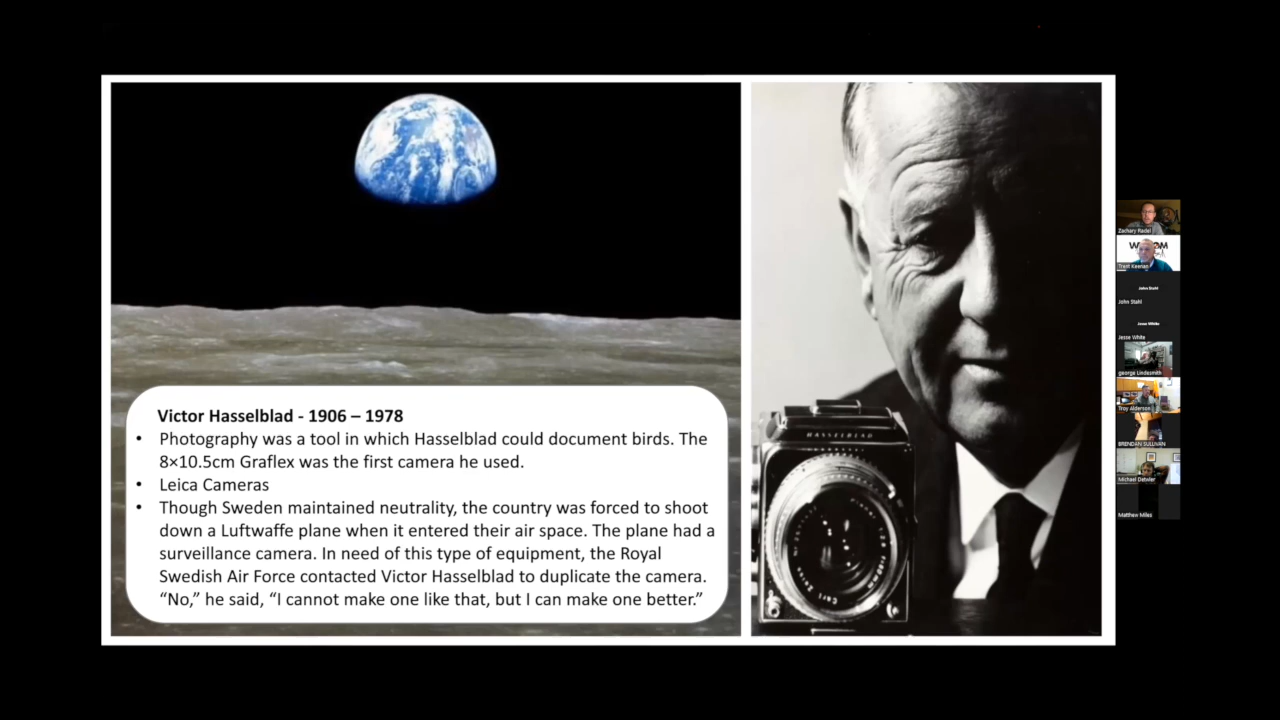 Victor Hasselblad - 1906 – 1978
• Photography was a tool in which Hasselblad could document birds. The
8×10.5cm Graflex was the first camera he used.
• Leica Cameras
• Though Sweden maintained neutrality, the country was forced to shoot
down a Luftwaffe plane when it entered their air space. The plane had a
surveillance camera. In need of this type of equipment, the Royal
Swedish Air Force contacted Victor Hasselblad to duplicate the camera.
“No,” he said, “I cannot make one like that, but I can make one better.”
HASSELBLAD
Carl Zeiss
Zachary Radel
Trent Keenan
John Stahl
John Stahl
Jesse White
Jesse White
george Lindesmith
Troy Alderson
BRENDAN SULLIVAN
Michael Detwiler
Matthew Miles